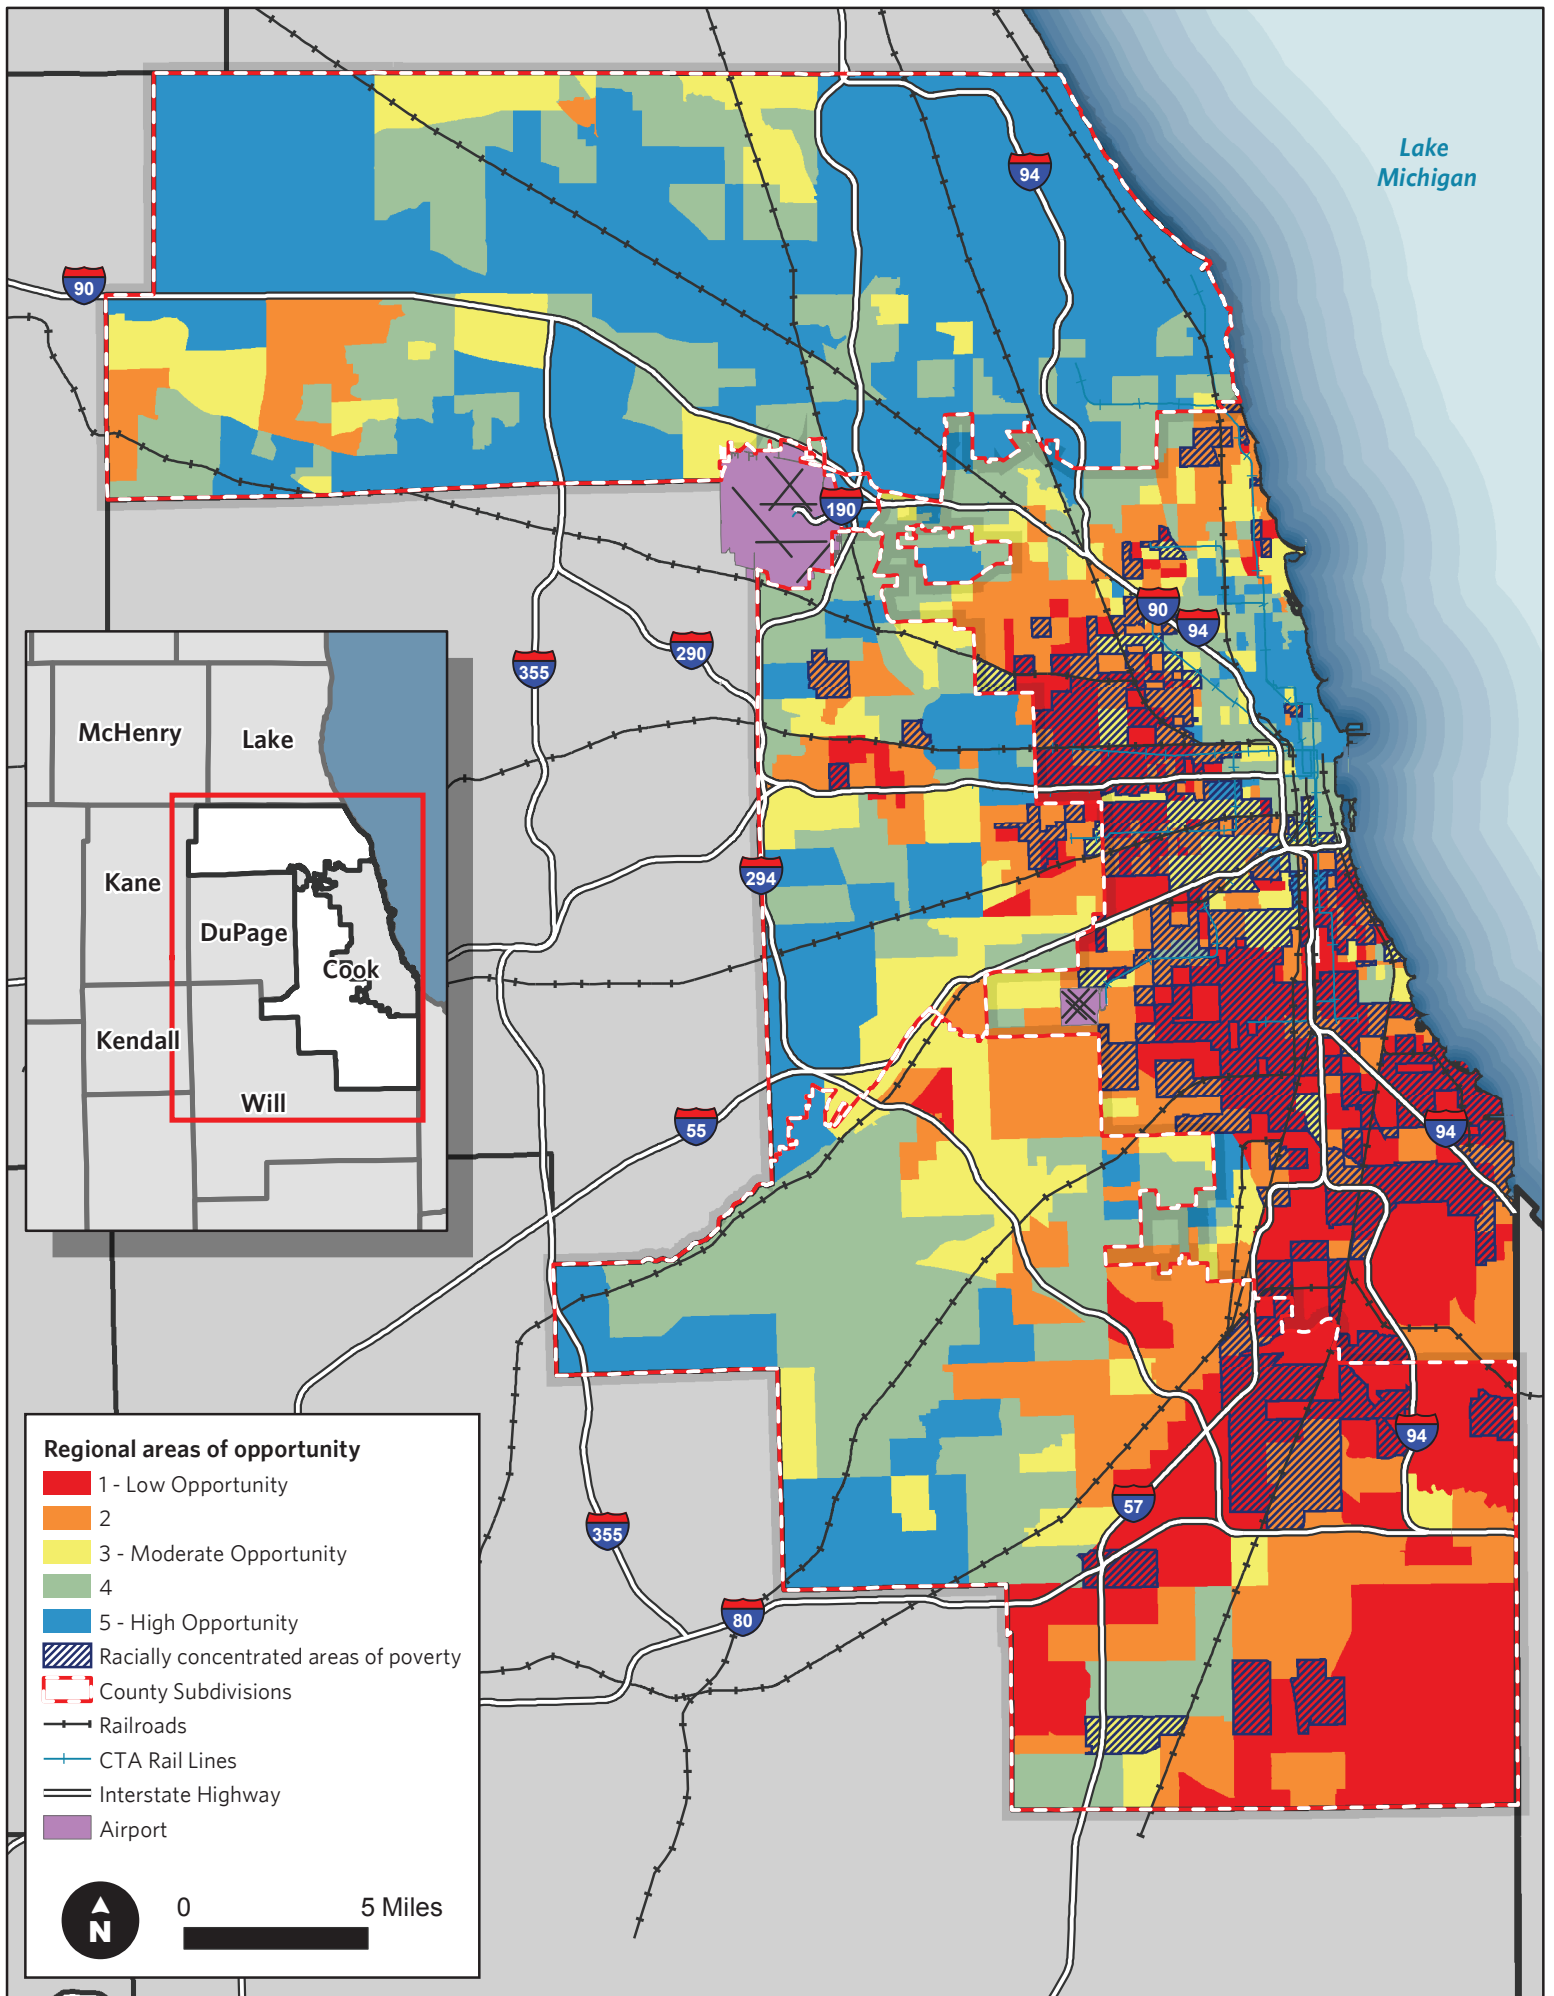 Lake
Michigan
94
90
190
90
94
290
355
294
55
94
94
57
355
80
McHenry
Lake
Kane
DuPage
Cook
Kendall
Will
Regional areas of opportunity
1 - Low Opportunity
2
3 - Moderate Opportunity
4
5 - High Opportunity
Racially concentrated areas of poverty
County Subdivisions
Railroads
CTA Rail Lines
Interstate Highway
Airport
N
0 5 Miles